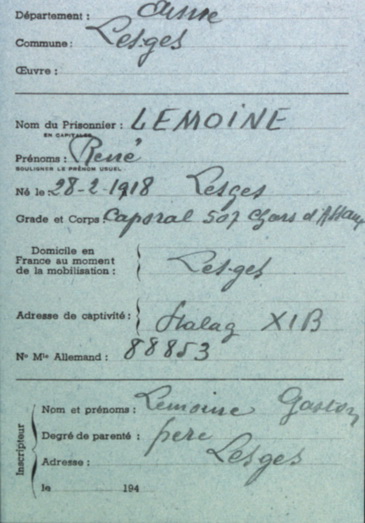 Département : Aisne
Commune : Lesges
Œuvre :
Nom du Prisonnier : LEMOINE
EN CAPITALES
Prénoms : René
SOULIGNER LE PRÉNOM USUEL
Né le : 28-2-1918 Lesges
Grade et Corps : Caporal 507 Chars d'Assaut
Domicile en
France au moment
de la mobilisation : Lesges
Adresse de captivité : Stalag XIB
N° Mle Allemand : 88853
Inscripteur
Nom et prénoms : Lemoine Gaston
Degré de parenté : père
Adresse : Lesges
le 194